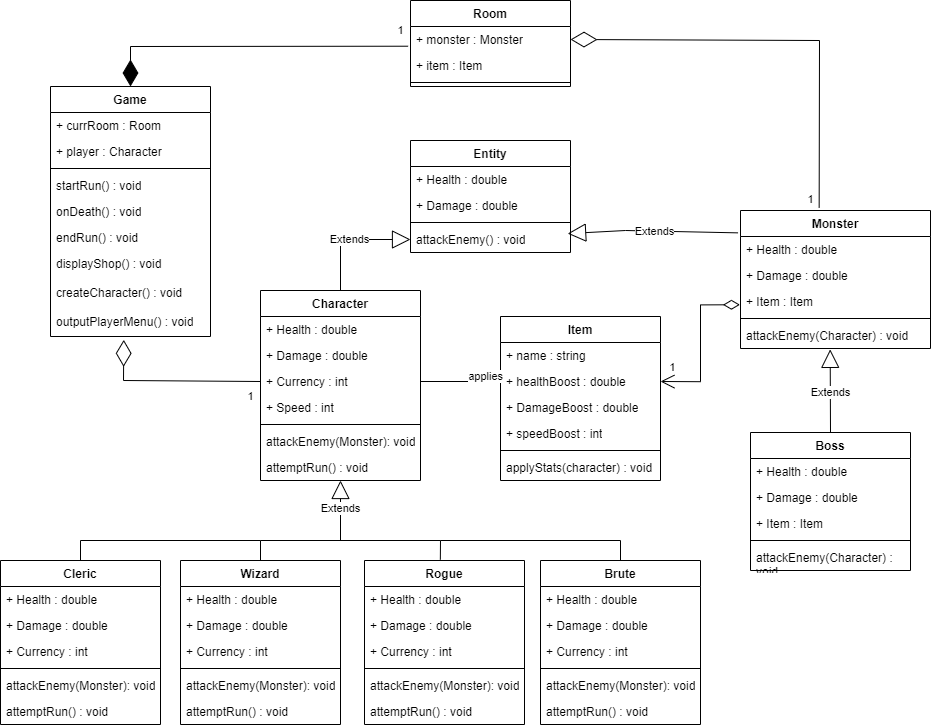 Room
+ monster : Monster
+ item : Item
1
Game
+ currRoom : Room
+ player : Character
startRun() : void
onDeath() : void
endRun() : void
displayShop() : void
createCharacter() : void
outputPlayerMenu() : void
Entity
+ Health : double
+ Damage : double
attackEnemy() : void
Extends
Extends
1
Monster
+ Health : double
+ Damage : double
+ Item : Item
attackEnemy(Character) : void
Character
+ Health : double
+ Damage : double
+ Currency : int
+ Speed : int
attackEnemy(Monster): void
attemptRun() : void
1
applies
Item
+ name : string
+ healthBoost : double
+ DamageBoost : double
+ speedBoost : int
applyStats(character) : void
1
Extends
Boss
+ Health : double
+ Damage : double
+ Item : Item
attackEnemy(Character) :
void
Extends
Cleric
+ Health : double
+ Damage : double
+ Currency : int
attackEnemy(Monster): void
attemptRun() : void
Wizard
+ Health : double
+ Damage : double
+ Currency : int
attackEnemy(Monster): void
attemptRun() : void
Rogue
+ Health : double
+ Damage : double
+ Currency : int
attackEnemy(Monster): void
attemptRun() : void
Brute
+ Health : double
+ Damage : double
+ Currency : int
attackEnemy(Monster): void
attemptRun() : void